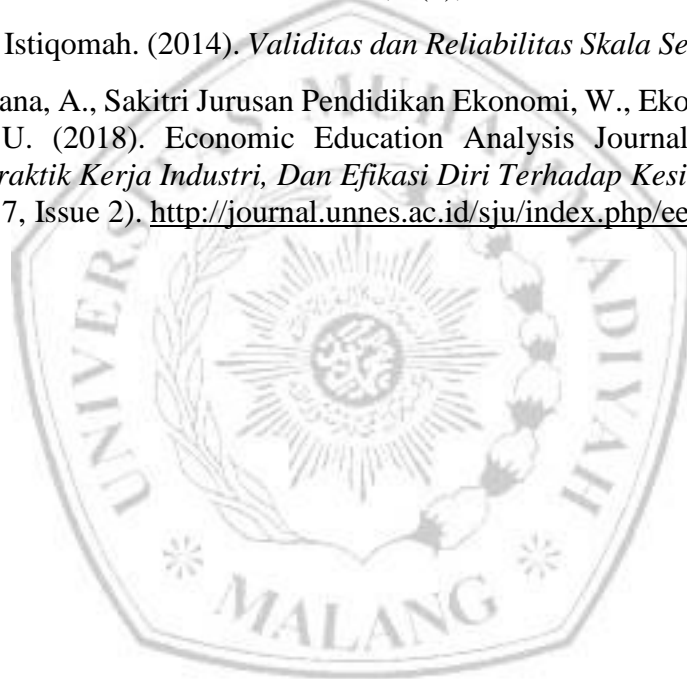 Istiqomah. (2014). Validitas dan Reliabilitas Skala Se
ana, A., Sakitri Jurusan Pendidikan Ekonomi, W., Eko
U. (2018). Economic Education Analysis Journal
raktik Kerja Industri, Dan Efikasi Diri Terhadap Kesi
7, Issue 2). http://journal.unnes.ac.id/sju/index.php/ee
UNIVERSITAS MUHAMMADIYAH
MALANG